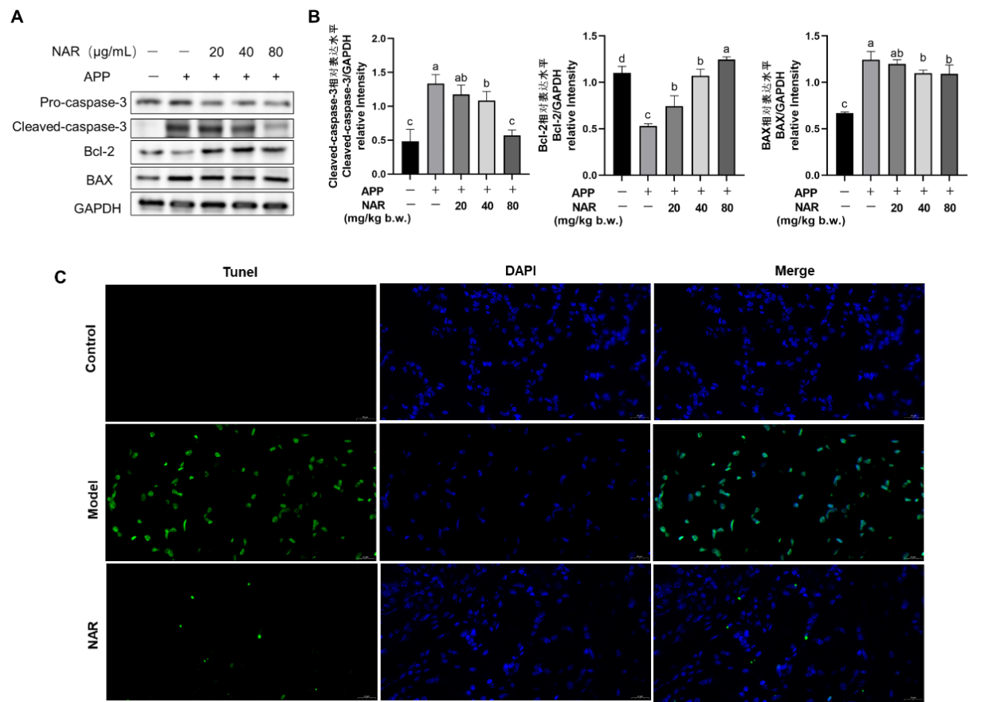 A
NAR（μg/mL） — — 20 40 80
APP — + + + +
Pro-caspase-3
Cleaved-caspase-3
Bcl-2
BAX
GAPDH
B
Cleaved-caspase-3相对表达水平
Cleaved-caspase-3/GAPDH
relative Intensity
2.0
1.5
1.0
0.5
0.0
c a ab b c
APP — + + + +
NAR — 20 40 80
(mg/kg b.w.)
Bcl-2相对表达水平
Bcl-2/GAPDH
relative Intensity
1.5
1.0
0.5
0.0
d c b b a
APP — + + + +
NAR — 20 40 80
(mg/kg b.w.)
BAX相对表达水平
BAX/GAPDH
relative Intensity
1.5
1.0
0.5
0.0
c a ab b b
APP — + + + +
NAR — 20 40 80
(mg/kg b.w.)
C
Tunel DAPI Merge
Control
Model
NAR